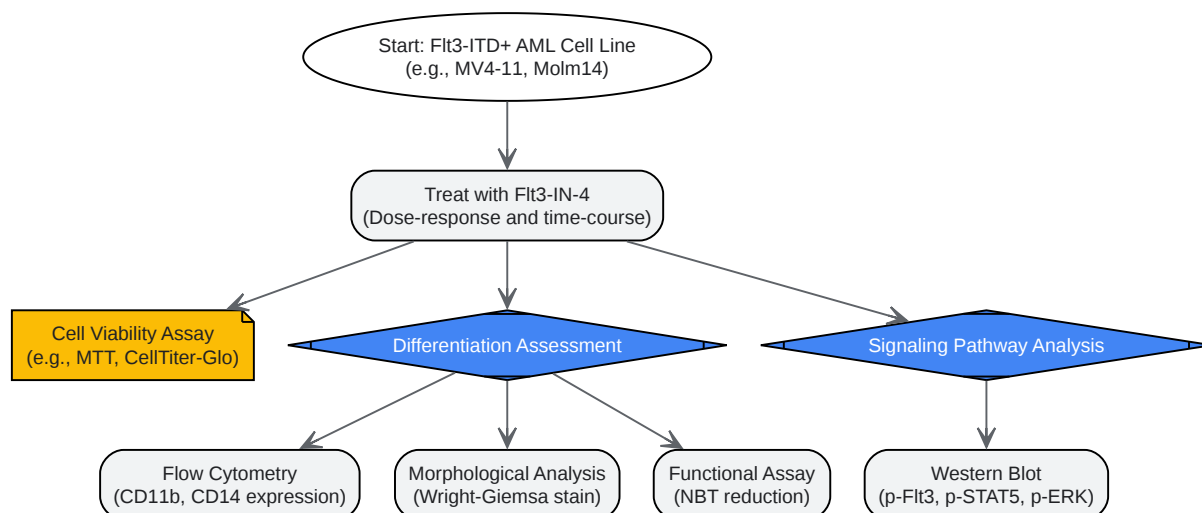 Start: Flt3-ITD+ AML Cell Line
(e.g., MV4-11, Molm14)
Treat with Flt3-IN-4
(Dose-response and time-course)
Cell Viability Assay
(e.g., MTT, CellTiter-Glo)
Differentiation Assessment
Signaling Pathway Analysis
Flow Cytometry
(CD11b, CD14 expression)
Morphological Analysis
(Wright-Giemsa stain)
Functional Assay
(NBT reduction)
Western Blot
(p-Flt3, p-STAT5, p-ERK)